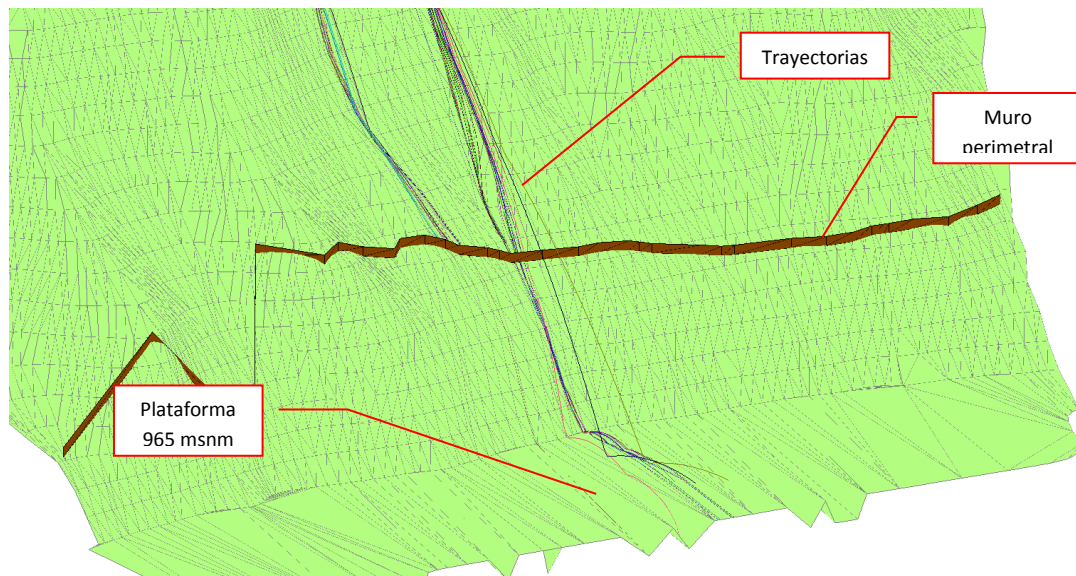 Trayectorias
Muro
perimetral
Plataforma
965 msnm